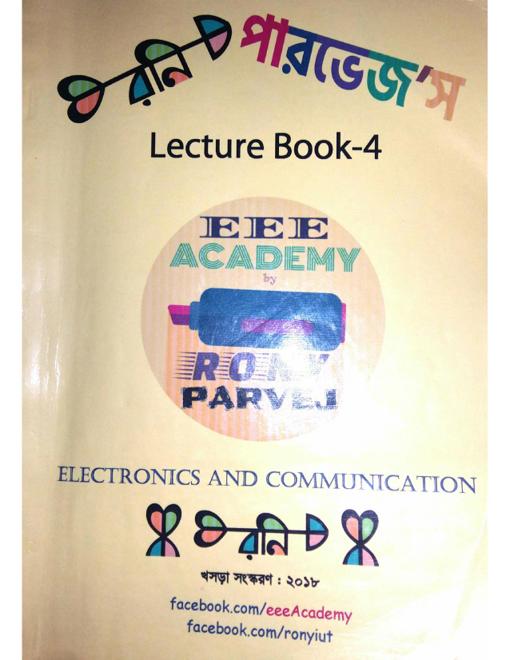 রনি পারভেজ'স
Lecture Book-4
EEE
ACADEMY
by
RONY
PARVEJ
ELECTRONICS AND COMMUNICATION
রনি
খসড়া সংস্করণ : ২০১৮
facebook.com/eeeAcademy
facebook.com/ronyiut